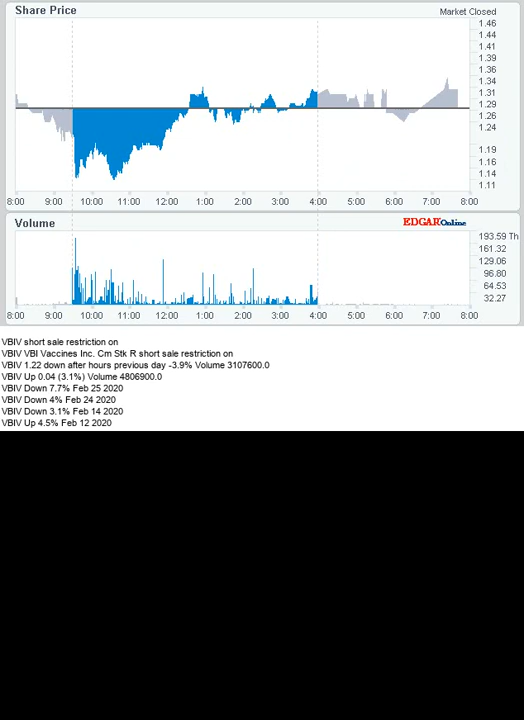 Share Price
Market Closed
1.46
1.44
1.41
1.39
1.36
1.34
1.31
1.29
1.26
1.24
1.19
1.16
1.14
1.11
8:00 10:00 11:00 12:00 1:00 2:00 3:00 4:00 5:00 6:00 7:00 8:00
Volume
EDGAR Online
193.59 Th
161.32
129.06
96.80
64.53
32.27
8:00 10:00 11:00 12:00 1:00 2:00 3:00 4:00 5:00 6:00 7:00 8:00
VBIV short sale restriction on
VBIV VBI Vaccines Inc. Cm Stk R short sale restriction on
VBIV 1.22 down after hours previous day -3.9% Volume 3107600.0
VBIV Up 0.04 (3.1%) Volume 4806900.0
VBIV Down 7.7% Feb 25 2020
VBIV Down 4% Feb 24 2020
VBIV Down 3.1% Feb 14 2020
VBIV Up 4.5% Feb 12 2020